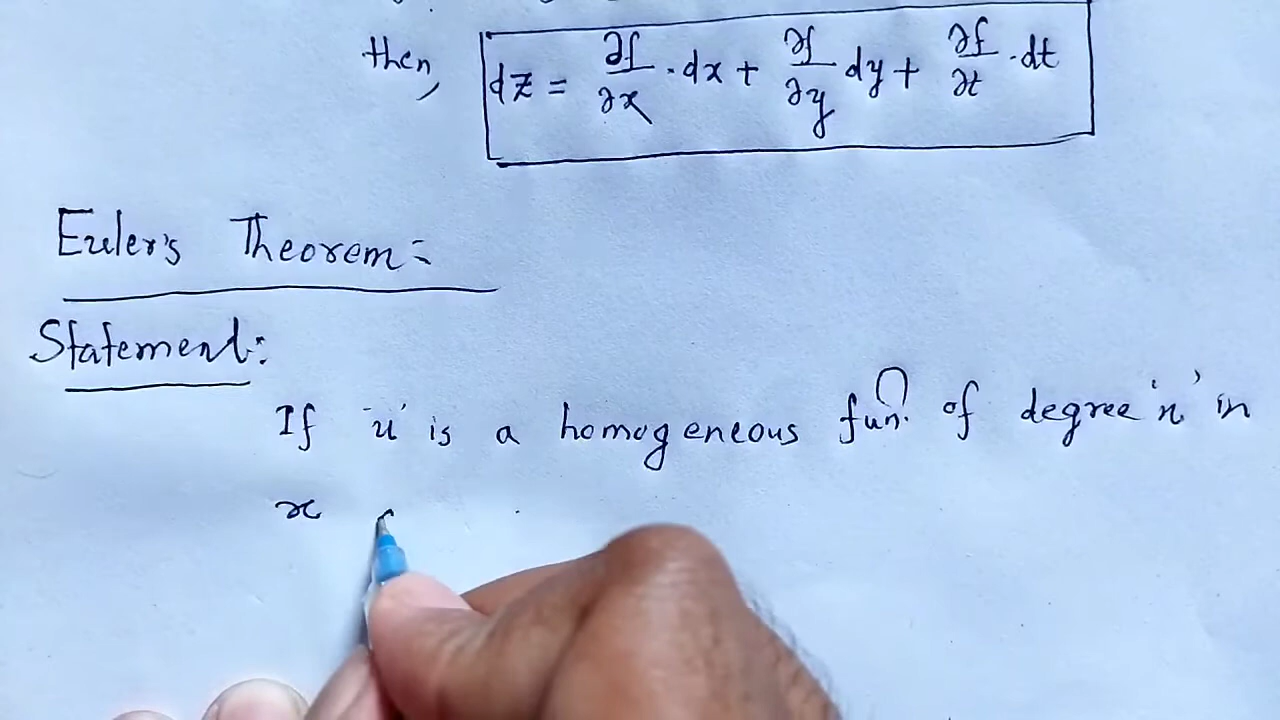 then, dz = ∂f/∂x · dx + ∂f/∂y dy + ∂f/∂t · dt
Euler's Theorem:-
Statement:
If 'u' is a homogeneous fun. of degree 'n' in
x